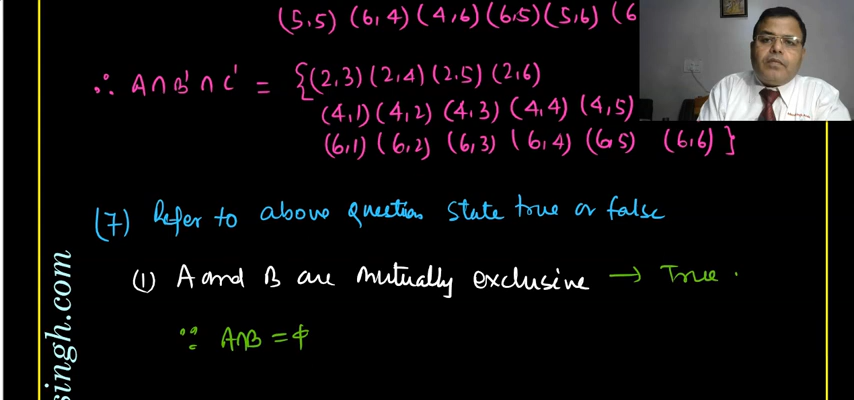 (5,5) (6,4) (4,6) (6,5) (5,6) (6
∴ A∩B'∩C' = {(2,3) (2,4) (2,5) (2,6)
(4,1) (4,2) (4,3) (4,4) (4,5)
(6,1) (6,2) (6,3) (6,4) (6,5) (6,6) }
(7) Refer to above question state true or false
(1) A and B are mutually exclusive → True.
∵ A∩B = ϕ
singh.com